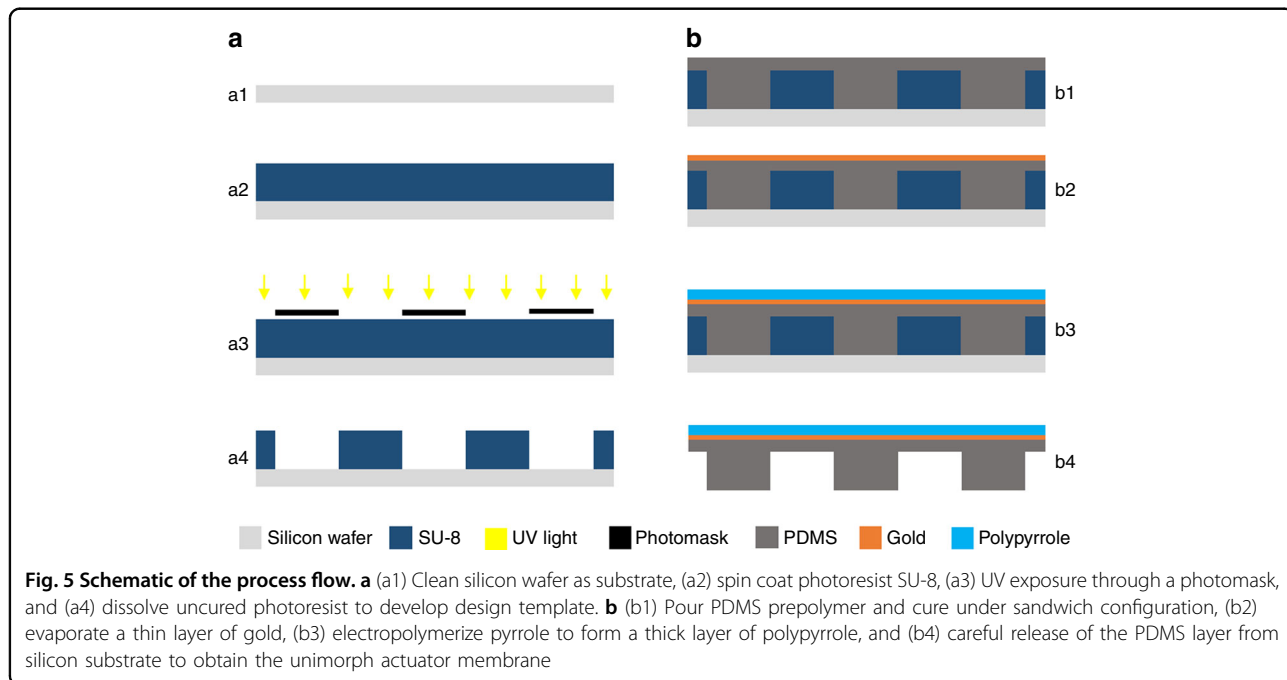 a
a1
a2
a3
a4
b
b1
b2
b3
b4
Silicon wafer SU-8 UV light Photomask PDMS Gold Polypyrrole
Fig. 5 Schematic of the process flow. a (a1) Clean silicon wafer as substrate, (a2) spin coat photoresist SU-8, (a3) UV exposure through a photomask,
and (a4) dissolve uncured photoresist to develop design template. b (b1) Pour PDMS prepolymer and cure under sandwich configuration, (b2)
evaporate a thin layer of gold, (b3) electropolymerize pyrrole to form a thick layer of polypyrrole, and (b4) careful release of the PDMS layer from
silicon substrate to obtain the unimorph actuator membrane